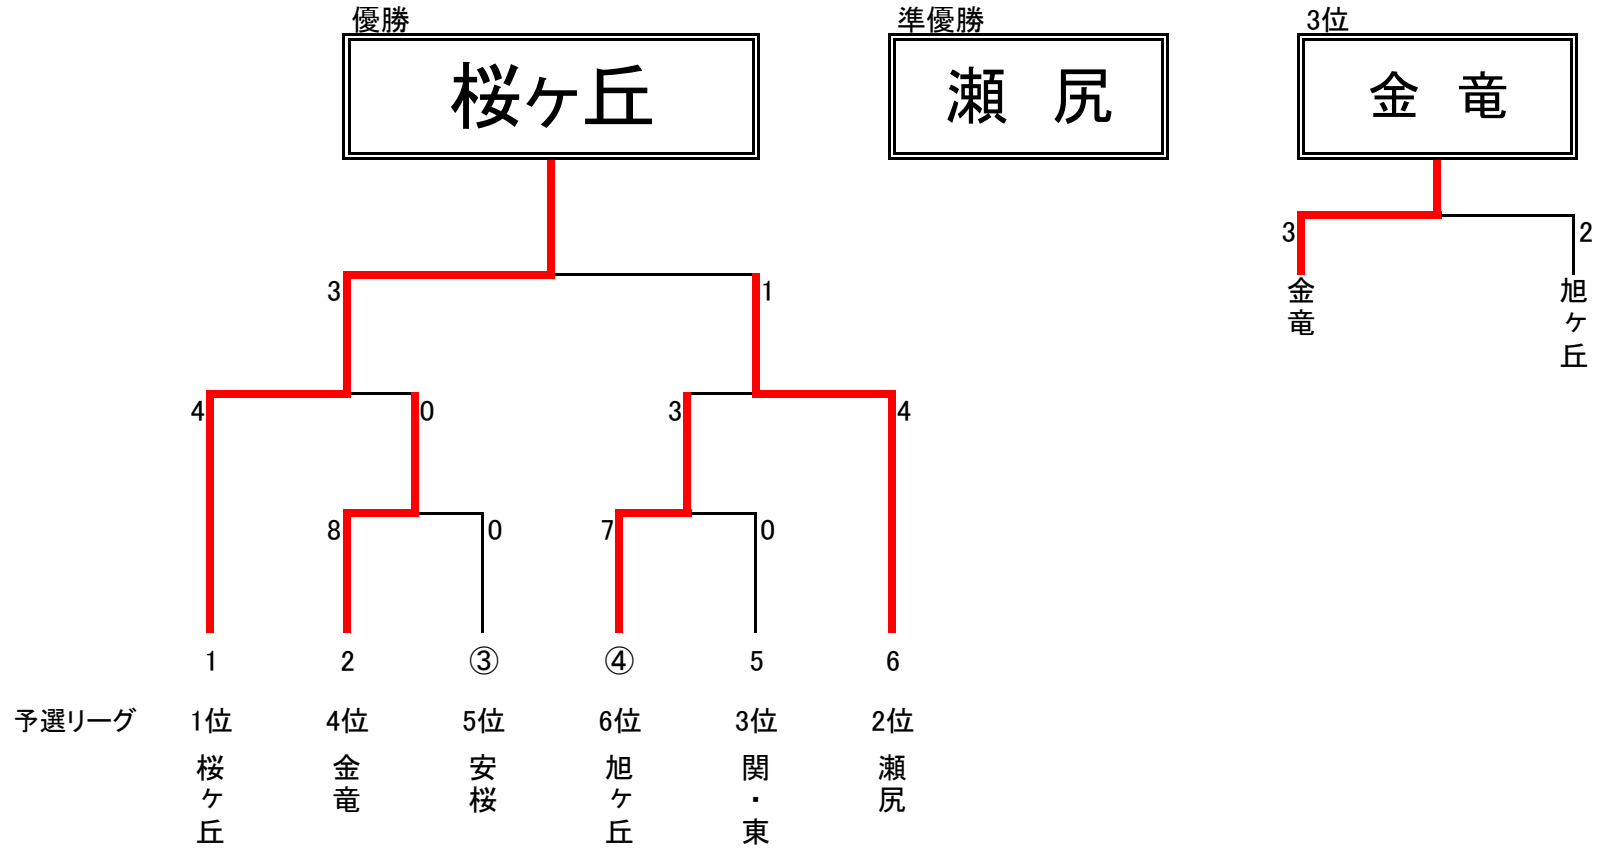 優勝
準優勝
3位
桜ヶ丘
瀬 尻
金 竜
3
2
金竜
旭ヶ丘
3
1
4
0
3
4
8
0
7
0
1
2
③
④
5
6
予選リーグ
1位
4位
5位
6位
3位
2位
桜ヶ丘
金竜
安桜
旭ヶ丘
関・東
瀬尻